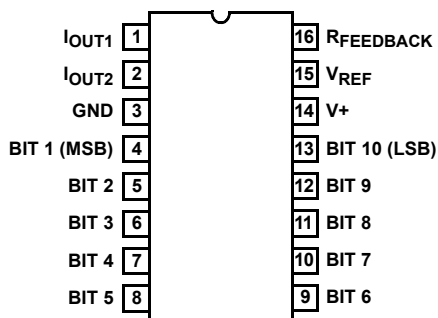 IOUT1 1 16 RFEEDBACK
IOUT2 2 15 VREF
GND 3 14 V+
BIT 1 (MSB) 4 13 BIT 10 (LSB)
BIT 2 5 12 BIT 9
BIT 3 6 11 BIT 8
BIT 4 7 10 BIT 7
BIT 5 8 9 BIT 6